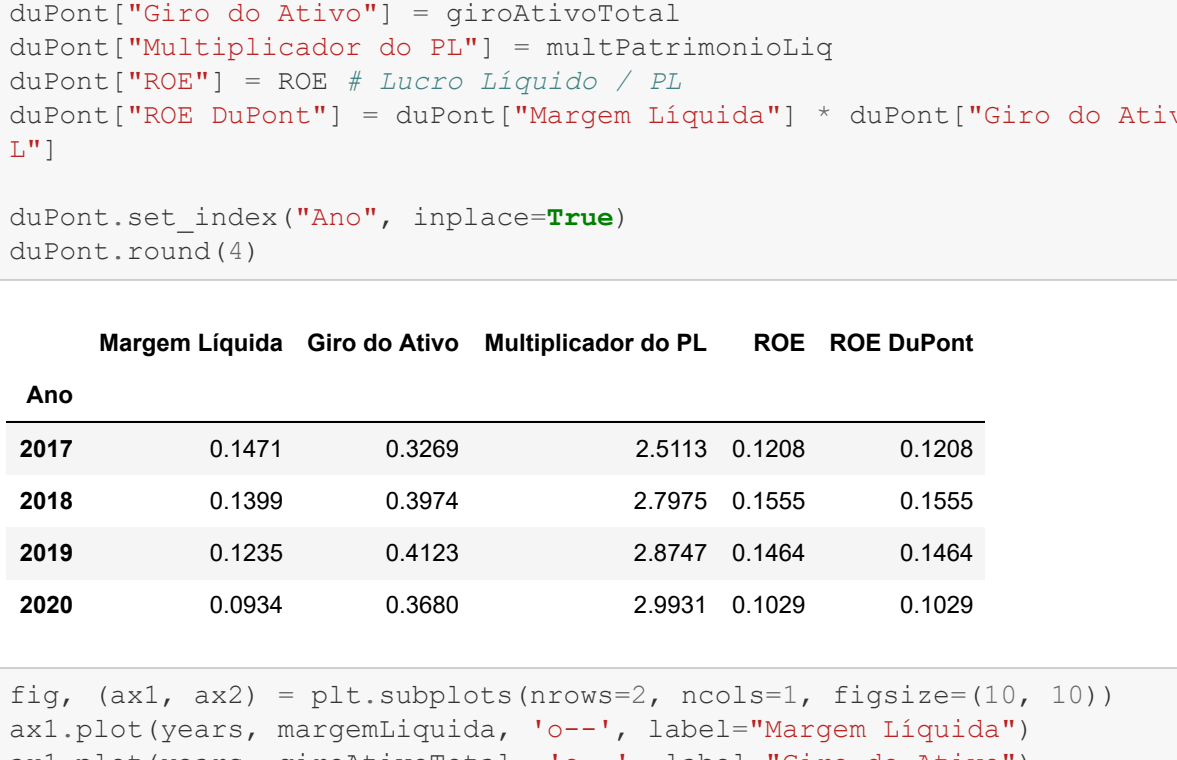 duPont["Giro do Ativo"] = giroAtivoTotal
duPont["Multiplicador do PL"] = multPatrimonioLiq
duPont["ROE"] = ROE # Lucro Líquido / PL
duPont["ROE DuPont"] = duPont["Margem Líquida"] * duPont["Giro do
L"]
duPont.set_index("Ano", inplace=True)
duPont.round(4)
Margem Líquida Giro do Ativo Multiplicador do PL ROE ROE DuPont
Ano
2017 0.1471 0.3269 2.5113 0.1208 0.1208
2018 0.1399 0.3974 2.7975 0.1555 0.1555
2019 0.1235 0.4123 2.8747 0.1464 0.1464
2020 0.0934 0.3680 2.9931 0.1029 0.1029
fig, (ax1, ax2) = plt.subplots(nrows=2, ncols=1, figsize=(10, 10))
ax1.plot(years, margemLiquida, 'o--', label="Margem Líquida")